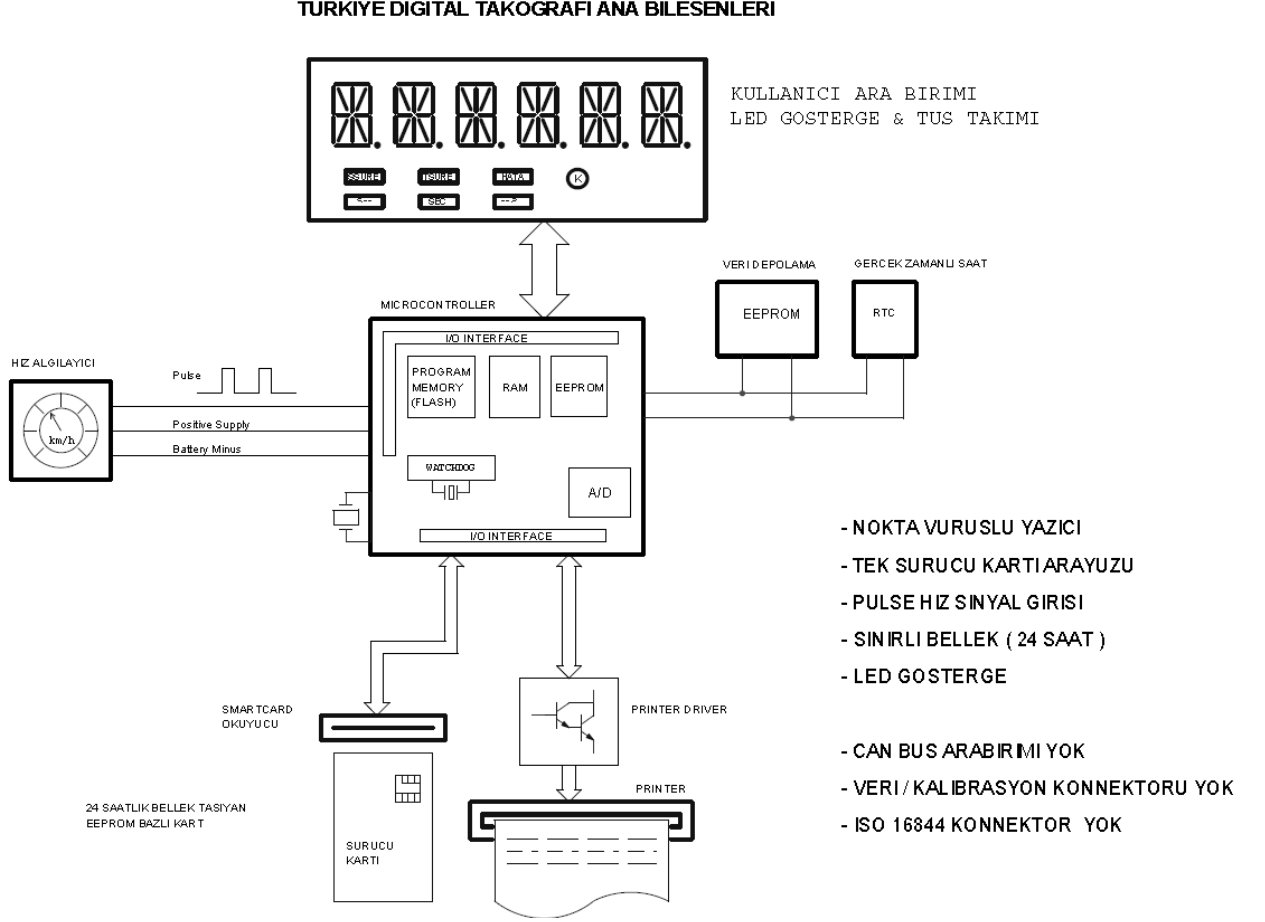 TURKIYE DIGITAL TAKOGRAFI ANA BILESENLERI
KULLANICI ARA BIRIMI
LED GOSTERGE & TUS TAKIMI
SSURE
TSURE
HATA
K
SEC
VERI DEPOLAMA
GERCEK ZAMANLI SAAT
EEPROM
RTC
MICROCONTROLLER
I/O INTERFACE
PROGRAM
MEMORY
(FLASH)
RAM
EEPROM
WATCHDOG
A/D
I/O INTERFACE
HIZ ALGILAYICI
km/h
Pulse
Positive Supply
Battery Minus
- NOKTA VURUSLU YAZICI
- TEK SURUCU KARTI ARAYUZU
- PULSE HIZ SINYAL GIRISI
- SINIRLI BELLEK ( 24 SAAT )
- LED GOSTERGE
- CAN BUS ARABIRIMI YOK
- VERI / KALIBRASYON KONNEKTORU YOK
- ISO 16844 KONNEKTOR YOK
SMARTCARD
OKUYUCU
PRINTER DRIVER
PRINTER
24 SAATLIK BELLEK TASIYAN
EEPROM BAZLI KART
SURUCU
KARTI